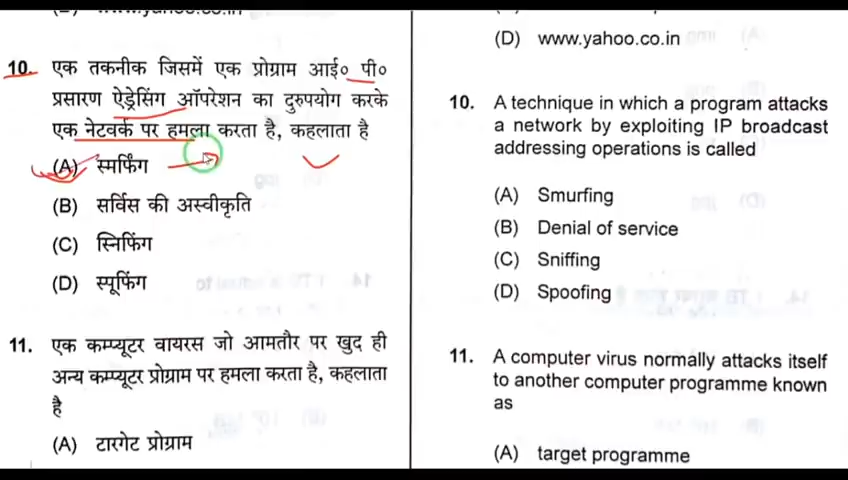 10. एक तकनीक जिसमें एक प्रोग्राम आई० पी०
प्रसारण ऐड्रेसिंग ऑपरेशन का दुरुपयोग करके
एक नेटवर्क पर हमला करता है, कहलाता है
(A) स्मर्फिंग
(B) सर्विस की अस्वीकृति
(C) स्निफिंग
(D) स्पूफिंग
11. एक कम्प्यूटर वायरस जो आमतौर पर खुद ही
अन्य कम्प्यूटर प्रोग्राम पर हमला करता है, कहलाता
है
(A) टारगेट प्रोग्राम
(D) www.yahoo.co.in
10. A technique in which a program attacks
a network by exploiting IP broadcast
addressing operations is called
(A) Smurfing
(B) Denial of service
(C) Sniffing
(D) Spoofing
11. A computer virus normally attacks itself
to another computer programme known
as
(A) target programme